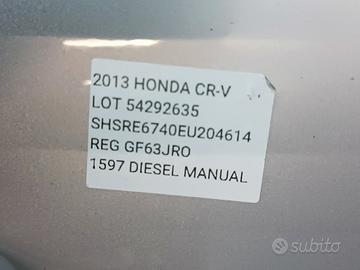 2013 HONDA CR-V
LOT 54292635
SHSRE6740EU204614
REG GF63JRO
1597 DIESEL MANUAL
subito